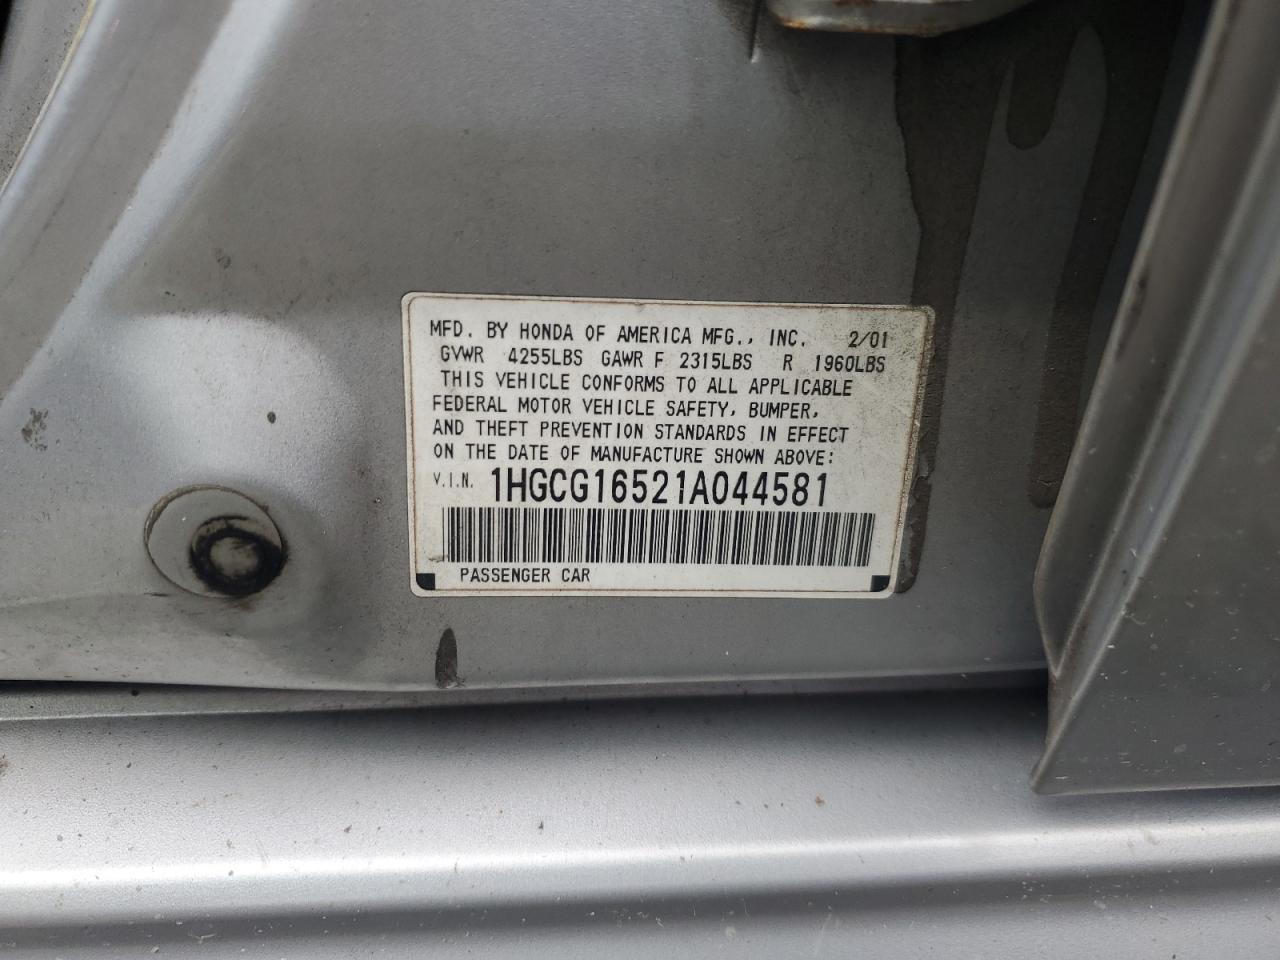 MFD. BY HONDA OF AMERICA MFG., INC. 2/01
GVWR 4255LBS GAWR F 2315LBS R 1960LBS
THIS VEHICLE CONFORMS TO ALL APPLICABLE
FEDERAL MOTOR VEHICLE SAFETY, BUMPER,
AND THEFT PREVENTION STANDARDS IN EFFECT
ON THE DATE OF MANUFACTURE SHOWN ABOVE:
V.I.N. 1HGCG16521A044581
PASSENGER CAR